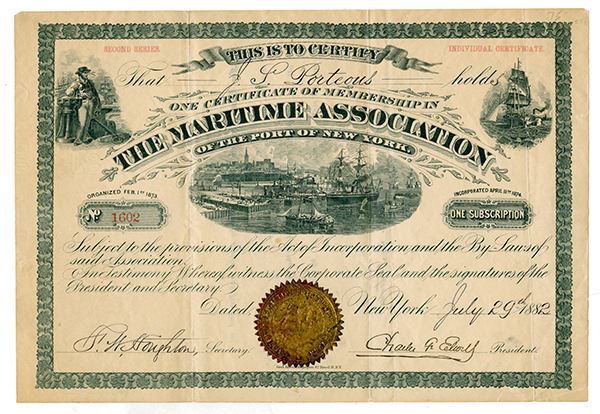 SECOND SERIES.
THIS IS TO CERTIFY
INDIVIDUAL CERTIFICATE.
That J S Porteous holds
ONE CERTIFICATE OF MEMBERSHIP IN
THE MARITIME ASSOCIATION
OF THE PORT OF NEW YORK.
ORGANIZED FEB. 1ST 1873.
INCORPORATED APRIL 11TH 1874.
No 1602
ONE SUBSCRIPTION
Subject to the provisions of the Act of Incorporation and the By-Laws of
said Association.
In Testimony Whereof witness the Corporate Seal and the signatures of the
President and Secretary.
Dated, New York July 29th 1882
F. W. Houghton, Secretary.
Charles President.